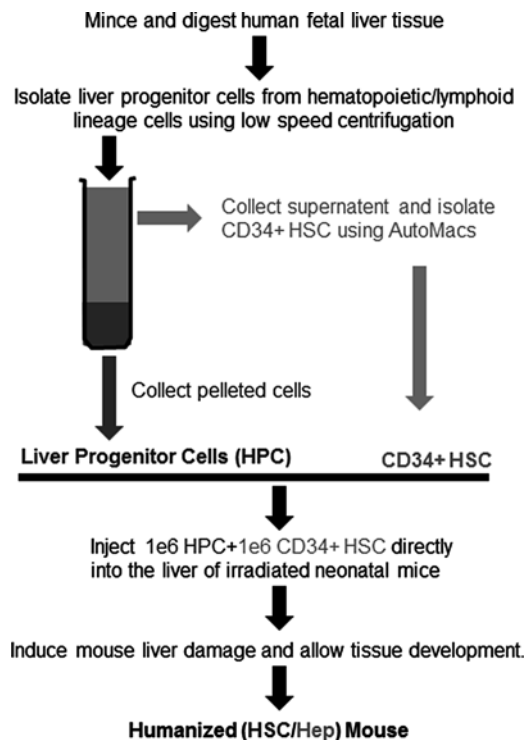 Mince and digest human fetal liver tissue
Isolate liver progenitor cells from hematopoietic/lymphoid
lineage cells using low speed centrifugation
Collect supernatent and isolate
CD34+ HSC using AutoMacs
Collect pelleted cells
Liver Progenitor Cells (HPC)
CD34+ HSC
Inject 1e6 HPC+1e6 CD34+ HSC directly
into the liver of irradiated neonatal mice
Induce mouse liver damage and allow tissue development.
Humanized (HSC/Hep) Mouse